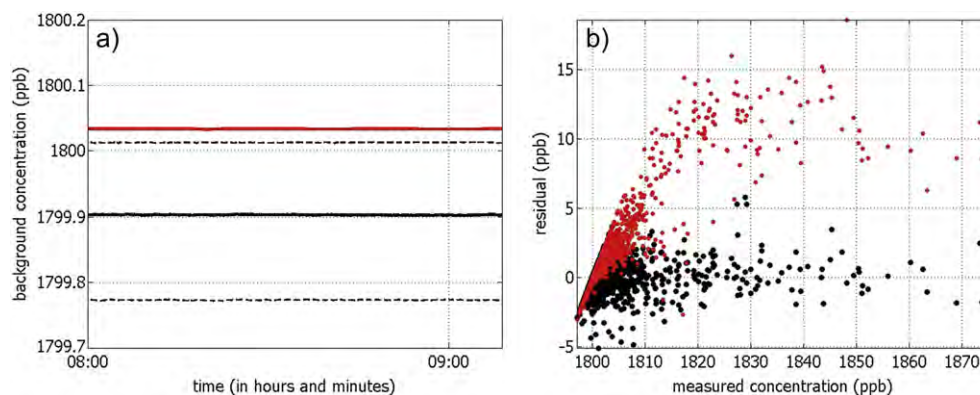 a)
1800.2
1800.1
1800
1799.9
1799.8
1799.7
background concentration (ppb)
08:00 09:00
time (in hours and minutes)
b)
15
10
5
0
−5
residual (ppb)
1800 1810 1820 1830 1840 1850 1860 1870
measured concentration (ppb)